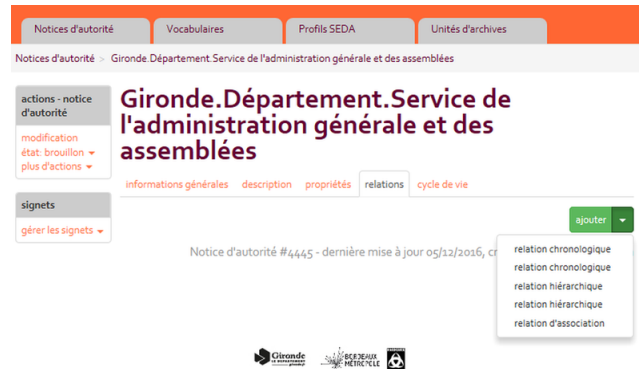 Notices d'autorité
Vocabulaires
Profils SEDA
Unités d'archives
Notices d'autorité > Gironde.Département.Service de l'administration générale et des assemblées
actions - notice
d'autorité
modification
état: brouillon
plus d'actions
signets
gérer les signets
Gironde.Département.Service de
l'administration générale et des
assemblées
informations générales
description
propriétés
relations
cycle de vie
ajouter
relation chronologique
relation chronologique
relation hiérarchique
relation hiérarchique
relation d'association
Notice d'autorité #4445 - dernière mise à jour 05/12/2016, cr
Gironde
LE DÉPARTEMENT
BORDEAUX
MÉTROPOLE